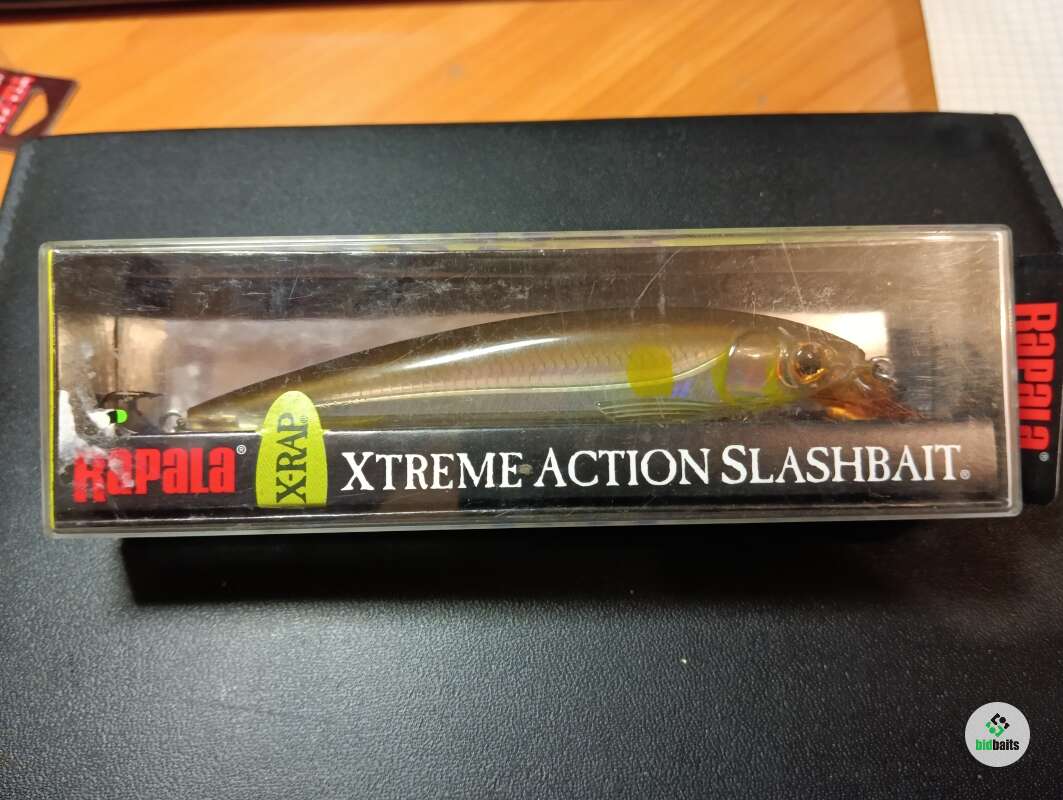 RAPALA®
X-RAP®
XTREME ACTION SLASHBAIT®
RAPALA®
bidbaits